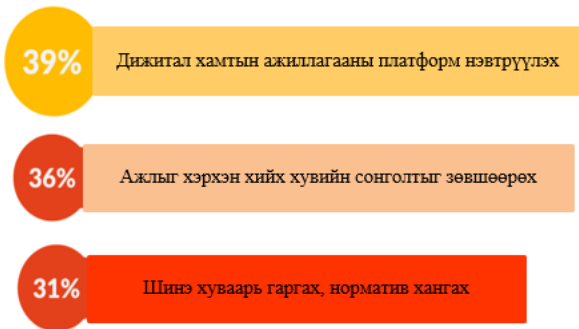 39% Дижитал хамтын ажиллагааны платформ нэвтрүүлэх
36% Ажлыг хэрхэн хийх хувийн сонголтыг зөвшөөрөх
31% Шинэ хуваарь гаргах, норматив хангах